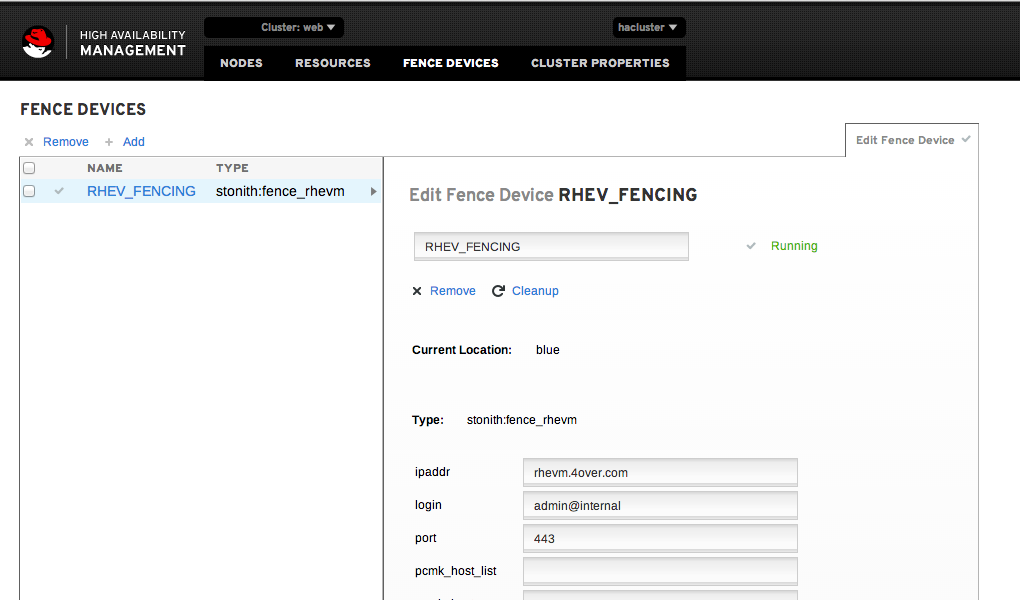 HIGH AVAILABILITY
MANAGEMENT
Cluster: web
hacluster
NODES RESOURCES FENCE DEVICES CLUSTER PROPERTIES
FENCE DEVICES
Remove Add
Edit Fence Device
NAME TYPE
RHEV_FENCING stonith:fence_rhevm
Edit Fence Device RHEV_FENCING
RHEV_FENCING
Running
Remove Cleanup
Current Location: blue
Type: stonith:fence_rhevm
ipaddr rhevm.4over.com
login admin@internal
port 443
pcmk_host_list